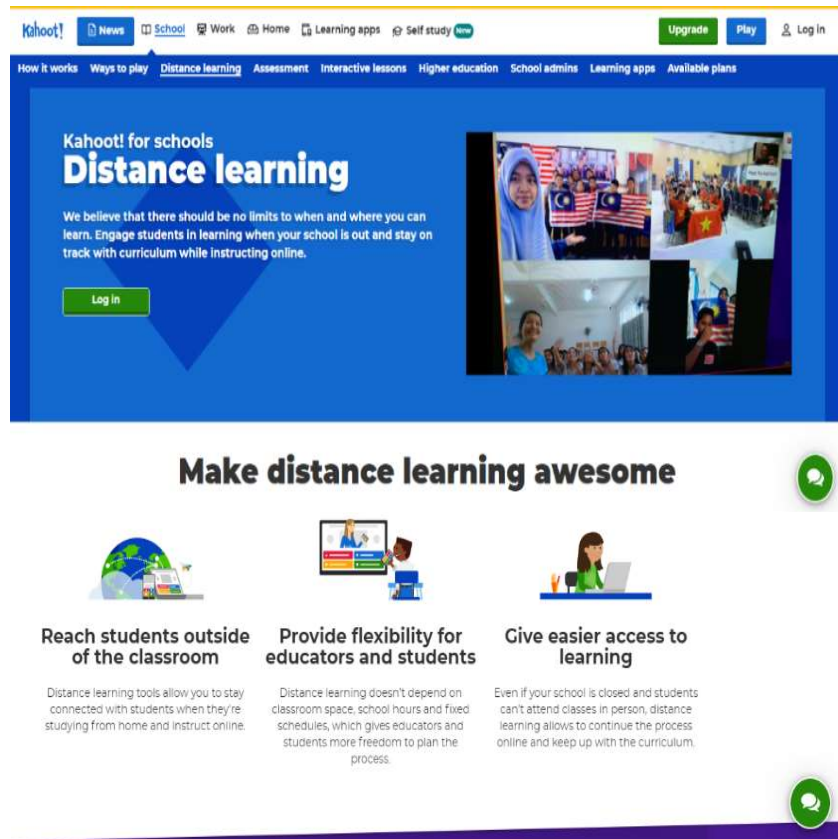 Kahoot! News School Work Home Learning apps Self study New Upgrade Play Log in
How it works Ways to play Distance learning Assessment Interactive lessons Higher education School admins Learning apps Available plans
Kahoot! for schools
Distance learning
We believe that there should be no limits to when and where you can
learn. Engage students in learning when your school is out and stay on
track with curriculum while instructing online.
Log in
Make distance learning awesome
Reach students outside
of the classroom
Distance learning tools allow you to stay
connected with students when they're
studying from home and instruct online.
Provide flexibility for
educators and students
Distance learning doesn't depend on
classroom space, school hours and fixed
schedules, which gives educators and
students more freedom to plan the
process.
Give easier access to
learning
Even if your school is closed and students
can't attend classes in person, distance
learning allows to continue the process
online and keep up with the curriculum.